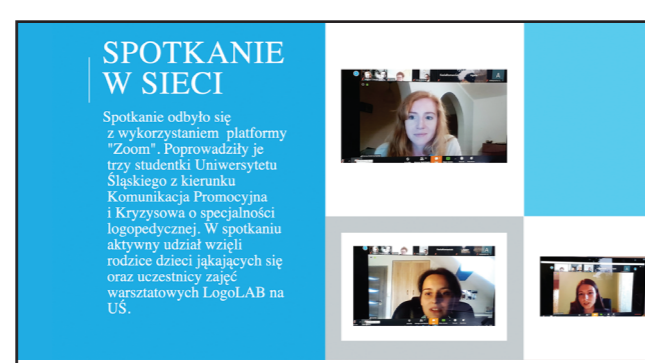 SPOTKANIE
W SIECI
Spotkanie odbyło się
z wykorzystaniem platformy
"Zoom". Poprowadziły je
trzy studentki Uniwersytetu
Śląskiego z kierunku
Komunikacja Promocyjna
i Kryzysowa o specjalności
logopedycznej. W spotkaniu
aktywny udział wzięli
rodzice dzieci jąkających się
oraz uczestnicy zajęć
warsztatowych LogoLAB na
UŚ.
A